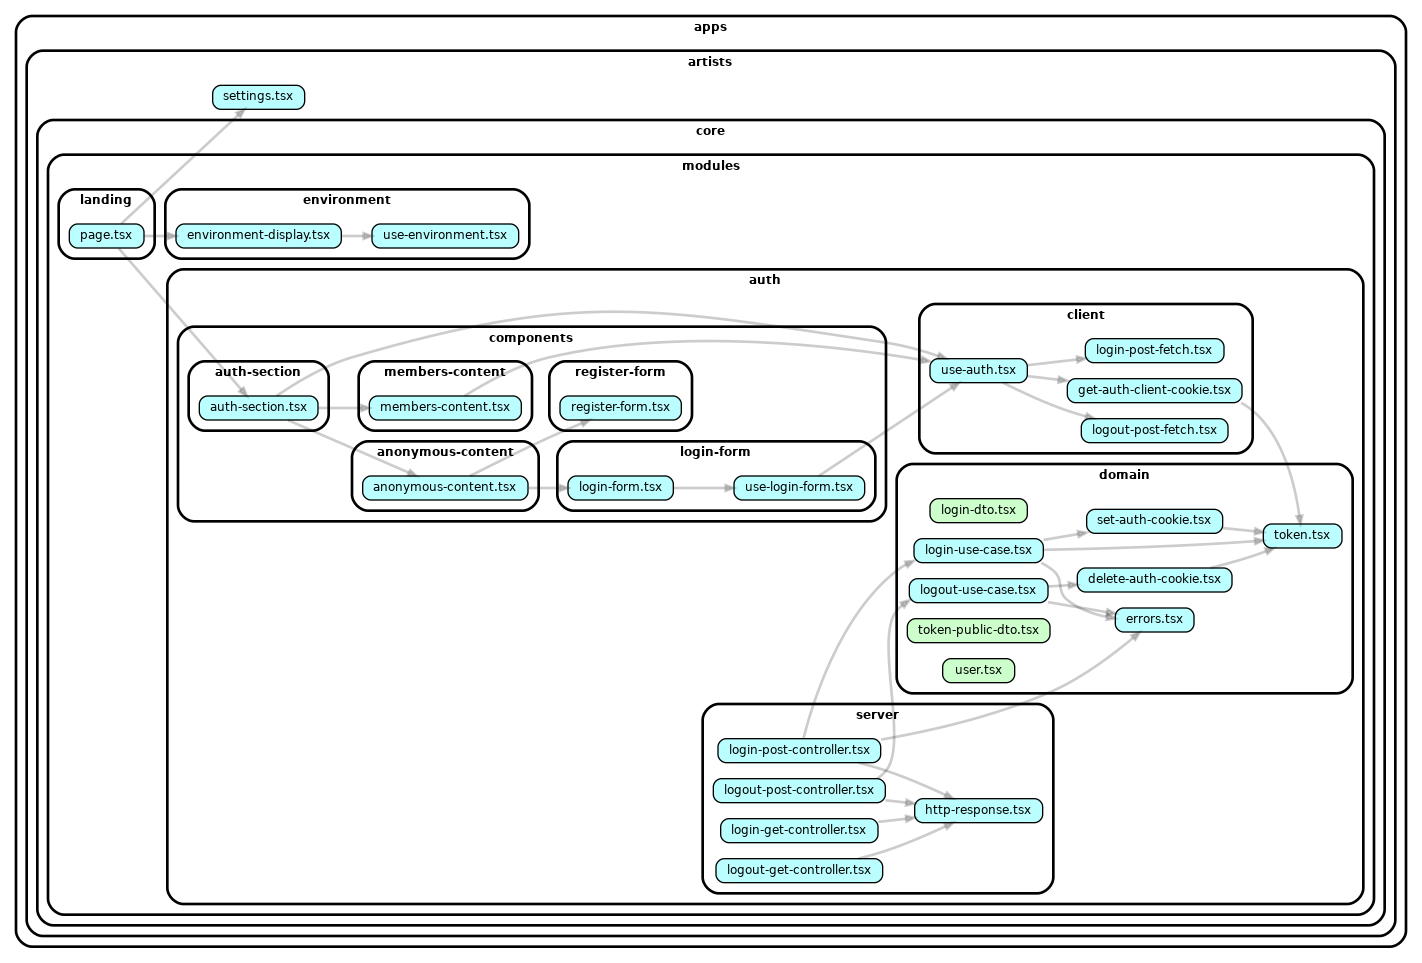 apps
artists
settings.tsx
core
modules
landing
page.tsx
environment
environment-display.tsx
use-environment.tsx
auth
components
auth-section
auth-section.tsx
members-content
members-content.tsx
register-form
register-form.tsx
anonymous-content
anonymous-content.tsx
login-form
login-form.tsx
use-login-form.tsx
client
use-auth.tsx
login-post-fetch.tsx
get-auth-client-cookie.tsx
logout-post-fetch.tsx
domain
login-dto.tsx
set-auth-cookie.tsx
token.tsx
login-use-case.tsx
delete-auth-cookie.tsx
logout-use-case.tsx
errors.tsx
token-public-dto.tsx
user.tsx
server
login-post-controller.tsx
logout-post-controller.tsx
http-response.tsx
login-get-controller.tsx
logout-get-controller.tsx